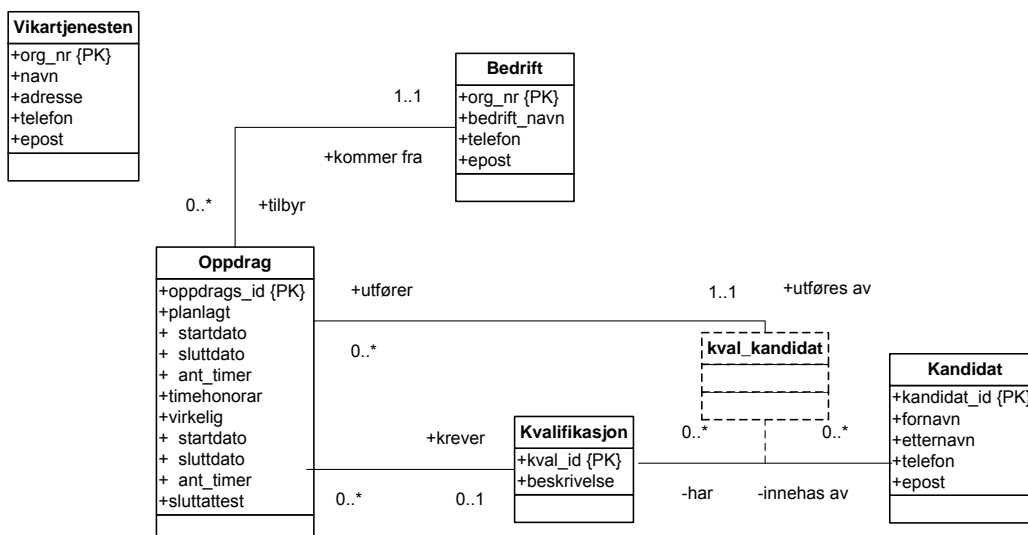 Vikartjenesten
+org_nr {PK}
+navn
+adresse
+telefon
+epost
Bedrift
+org_nr {PK}
+bedrift_navn
+telefon
+epost
1..1
+kommer fra
0..*
+tilbyr
Oppdrag
+oppdrags_id {PK}
+planlagt
+ startdato
+ sluttdato
+ ant_timer
+timehonorar
+virkelig
+ startdato
+ sluttdato
+ ant_timer
+sluttattest
+utfører
0..*
1..1
+utføres av
kval_kandidat
Kandidat
+kandidat_id {PK}
+fornavn
+etternavn
+telefon
+epost
+krever
0..*
0..1
Kvalifikasjon
+kval_id {PK}
+beskrivelse
0..*
0..*
-har
-innehas av